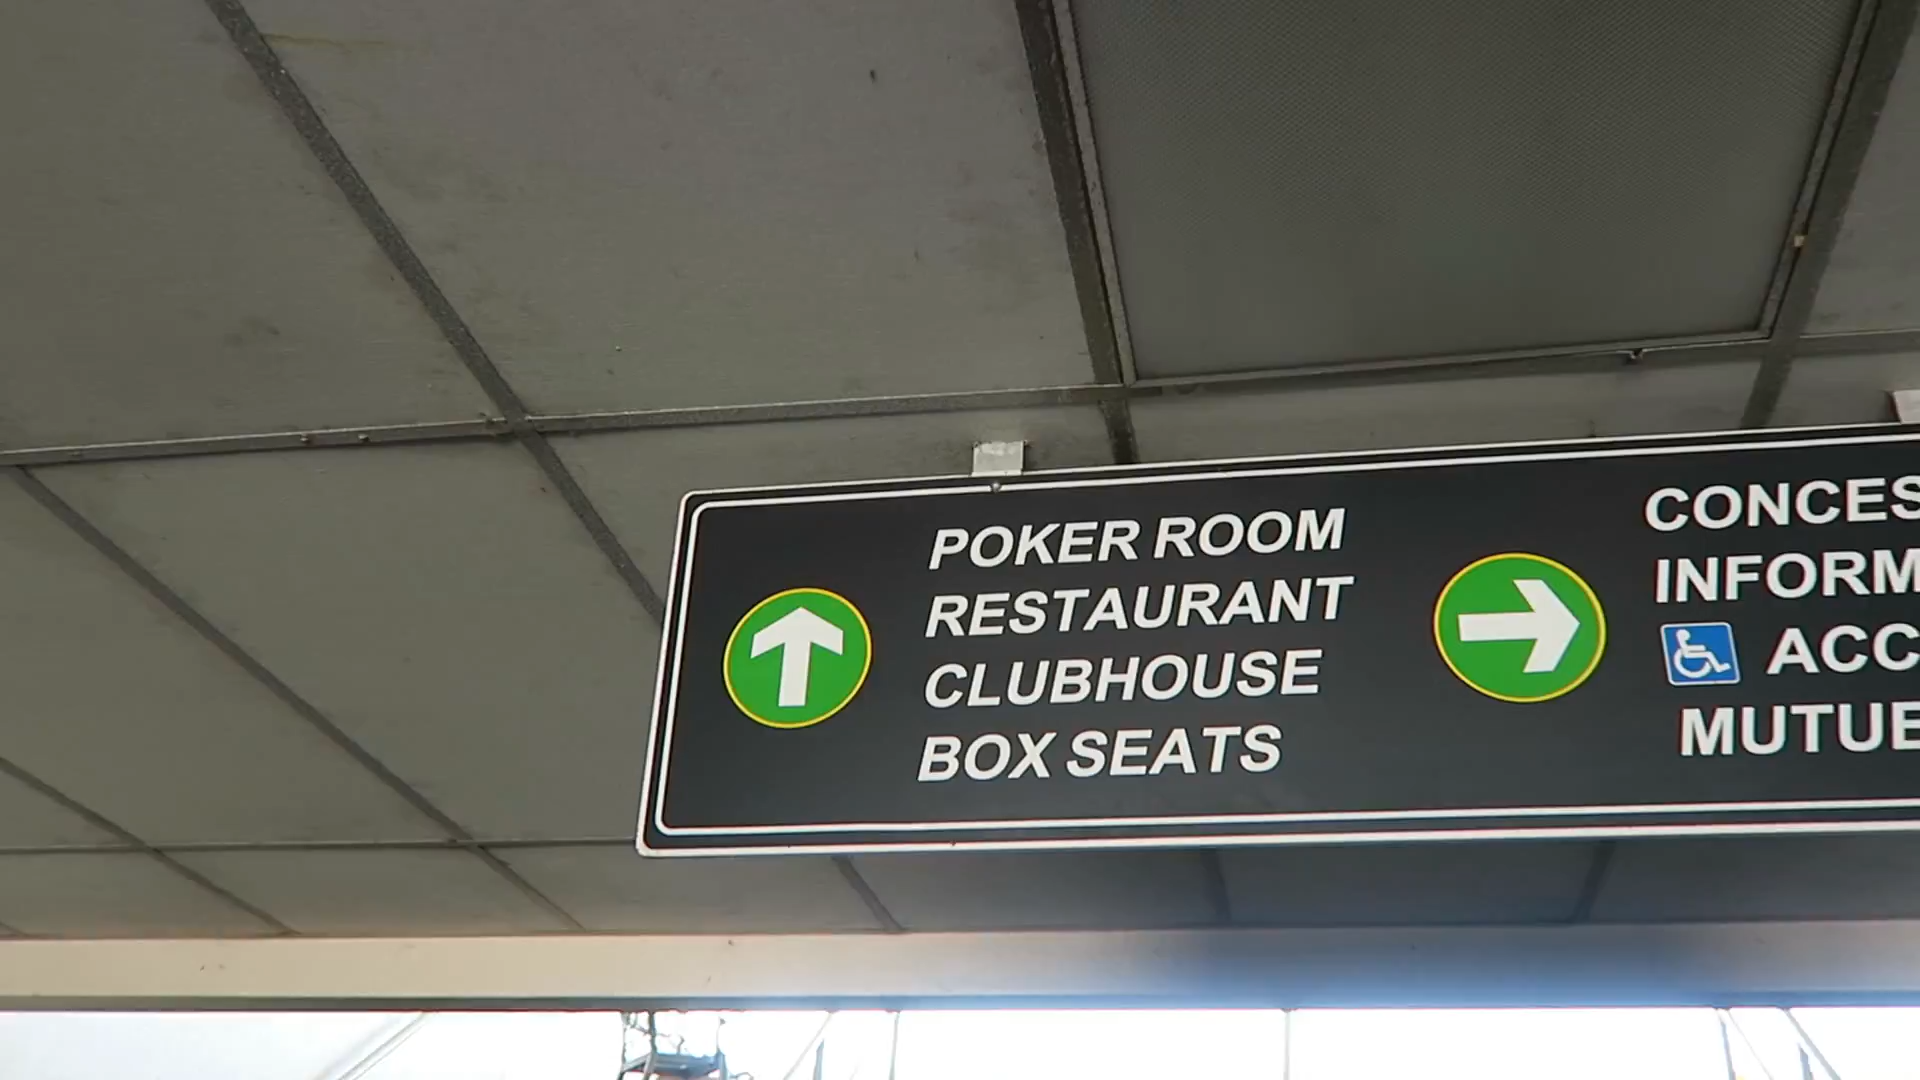 POKER ROOM
RESTAURANT
CLUBHOUSE
BOX SEATS
CONCES
INFORM
ACC
MUTUE